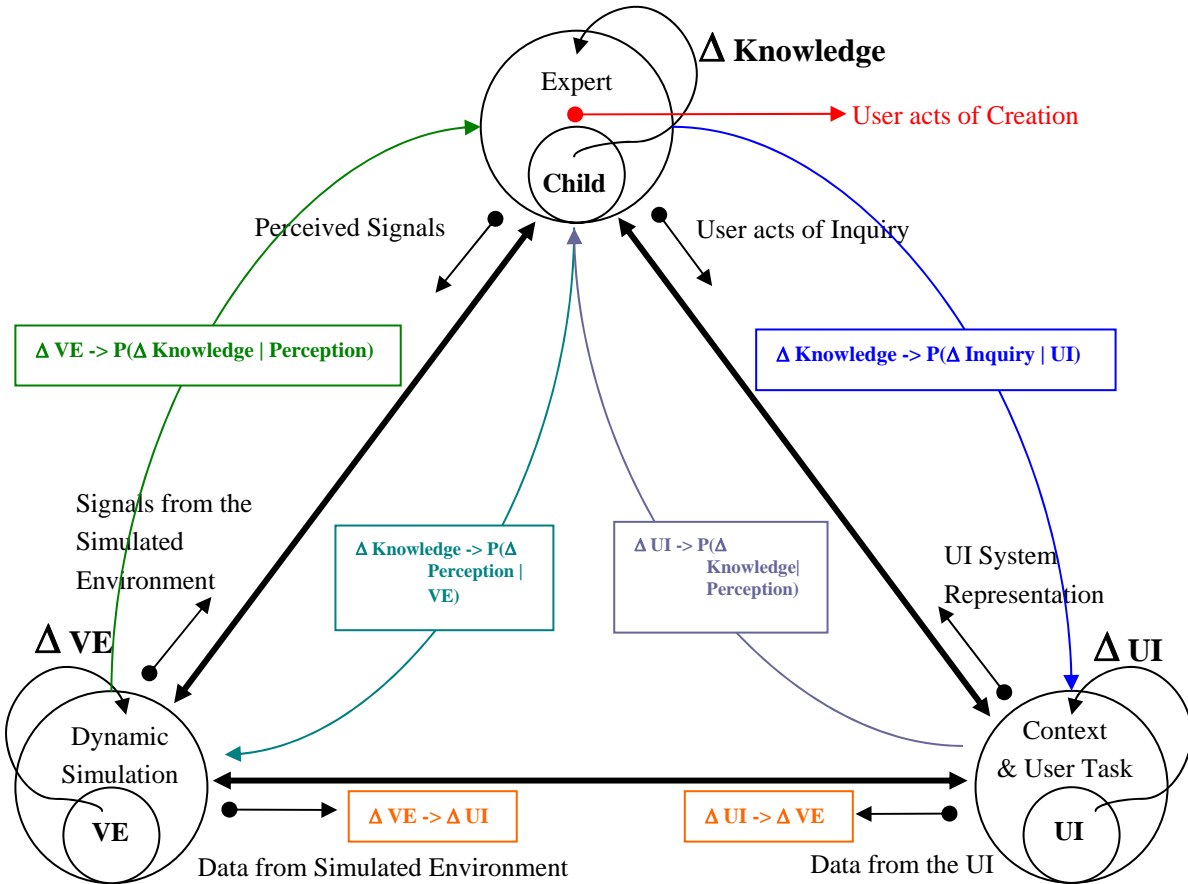 Δ Knowledge
Expert
User acts of Creation
Child
Perceived Signals
User acts of Inquiry
Δ VE -> P(Δ Knowledge | Perception)
Δ Knowledge -> P(Δ Inquiry | UI)
Signals from the
Simulated
Environment
Δ Knowledge -> P(Δ
Perception |
VE)
Δ UI -> P(Δ
Knowledge|
Perception)
UI System
Representation
Δ VE
Δ UI
Dynamic
Simulation
VE
Context
& User Task
UI
Δ VE -> Δ UI
Δ UI -> Δ VE
Data from Simulated Environment
Data from the UI